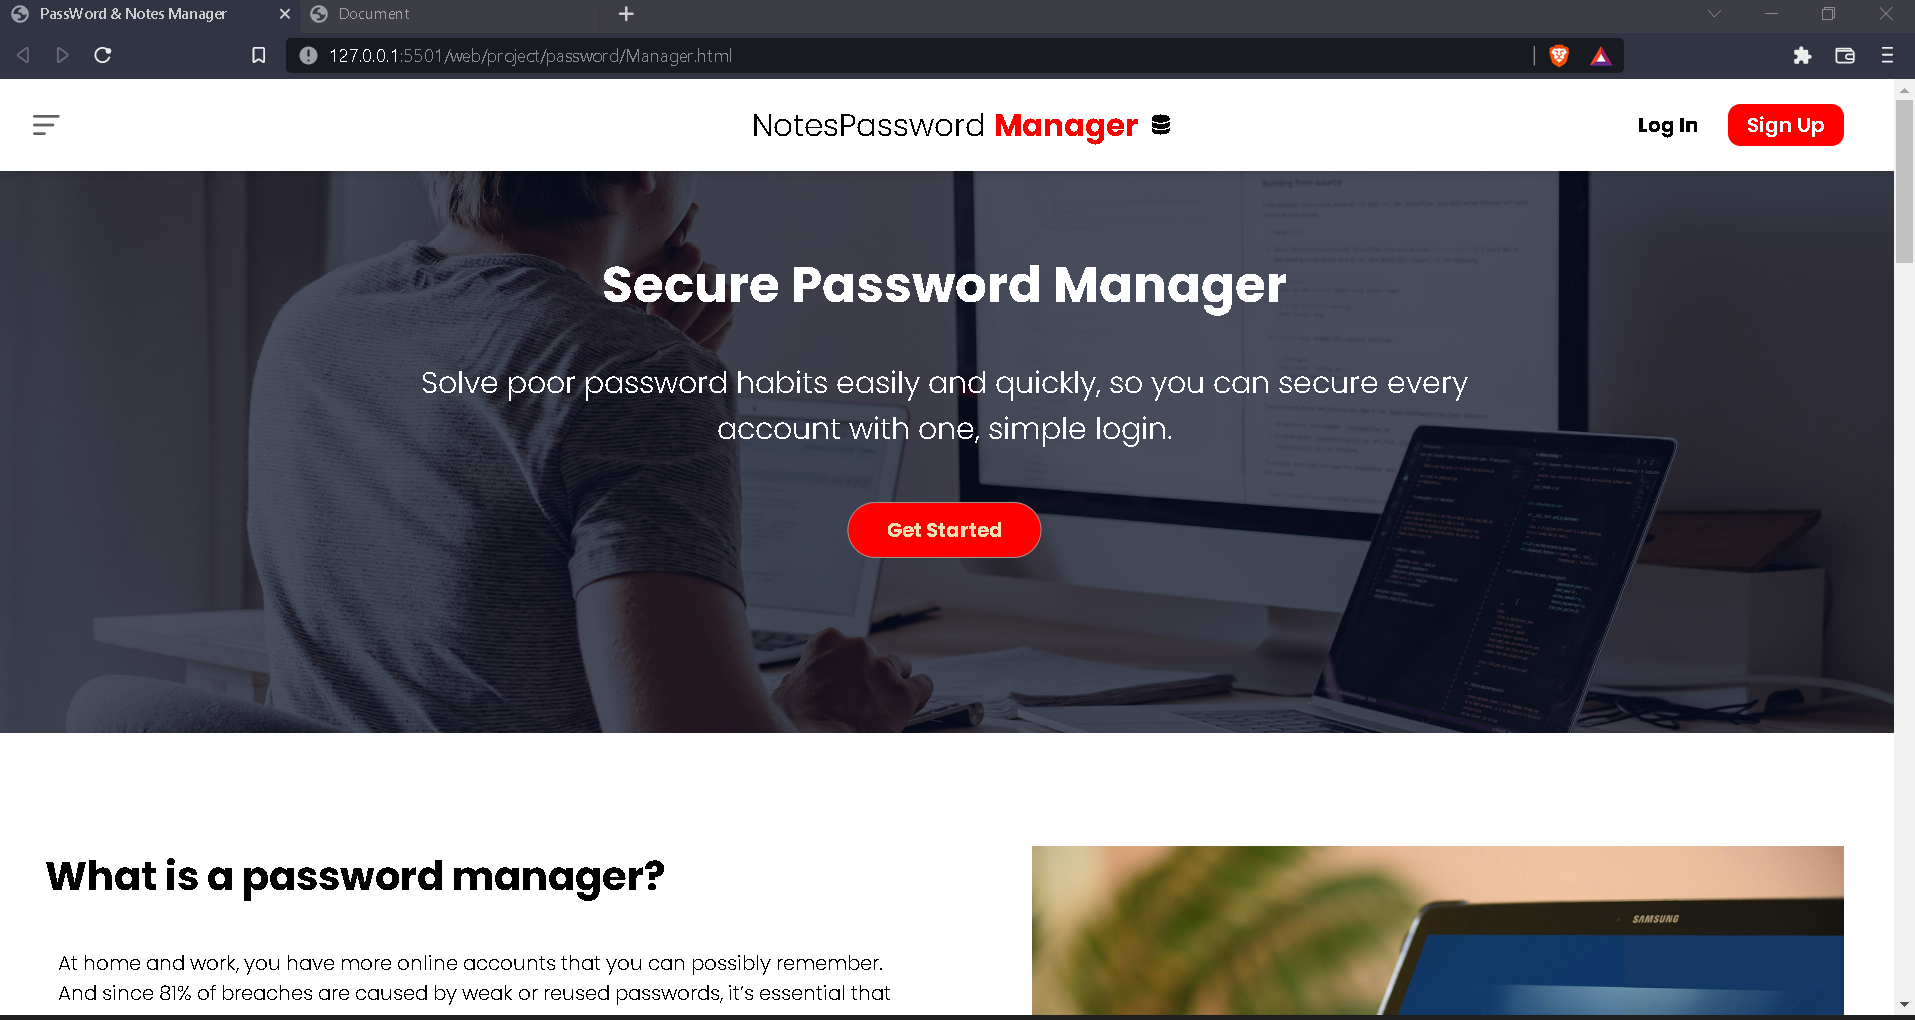 PassWord & Notes Manager
Document
127.0.0.1:5501/web/project/password/Manager.html
NotesPassword Manager
Log In
Sign Up
Secure Password Manager
Solve poor password habits easily and quickly, so you can secure every
account with one, simple login.
Get Started
What is a password manager?
At home and work, you have more online accounts that you can possibly remember.
And since 81% of breaches are caused by weak or reused passwords, it's essential that
SAMSUNG